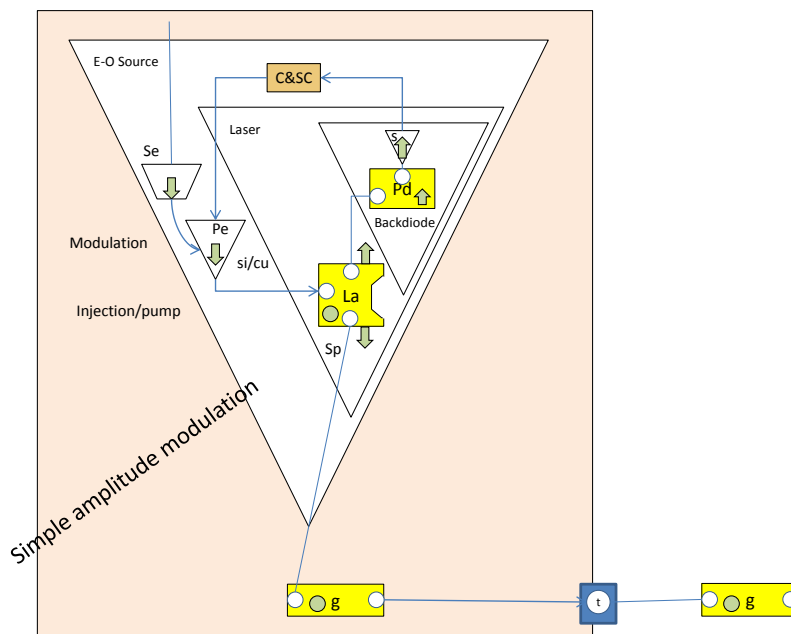 E-O Source
C&SC
Laser
s
Se
Pd
Backdiode
Pe
Modulation
si/cu
La
Injection/pump
Sp
Simple amplitude modulation
g
t
g